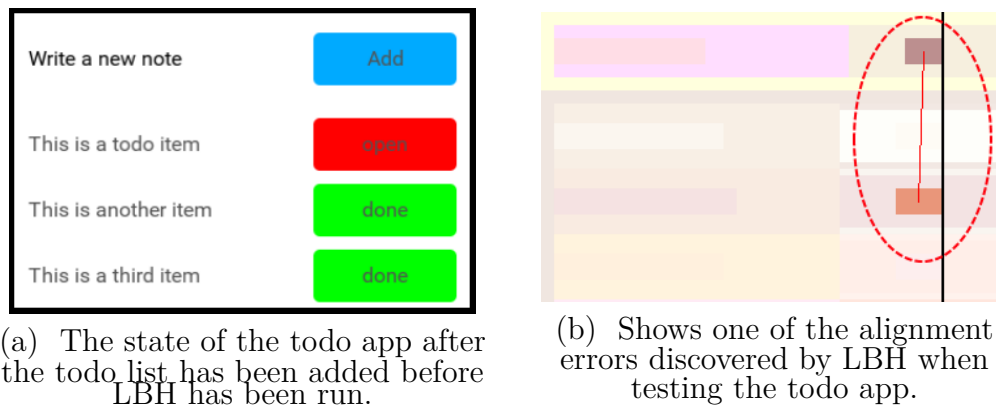 Write a new note Add
This is a todo item open
This is another item done
This is a third item done
(a) The state of the todo app after
the todo list has been added before
LBH has been run.
(b) Shows one of the alignment
errors discovered by LBH when
testing the todo app.